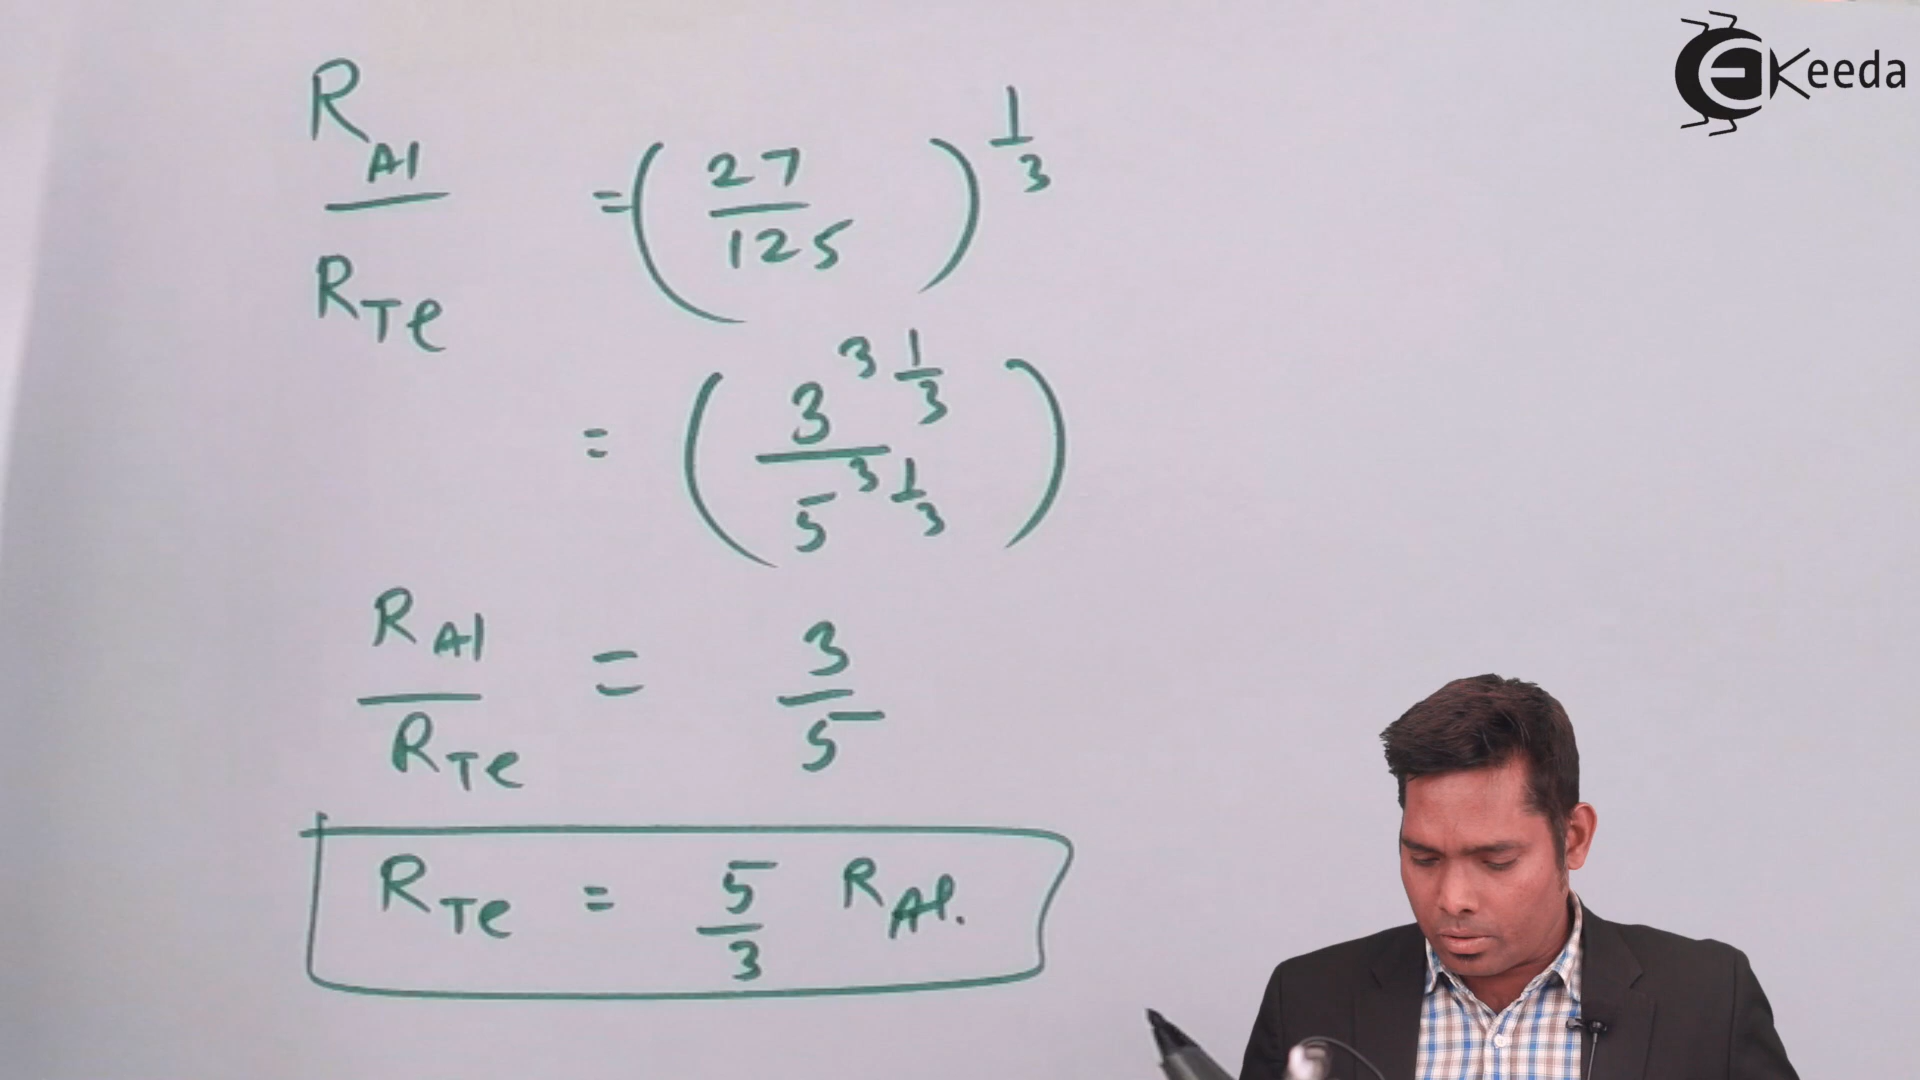 EKeeda
R_Al / R_Te = (27/125)^(1/3)
= (3^(3 1/3) / 5^(3 1/3))
R_Al / R_Te = 3/5
R_Te = 5/3 R_Al.